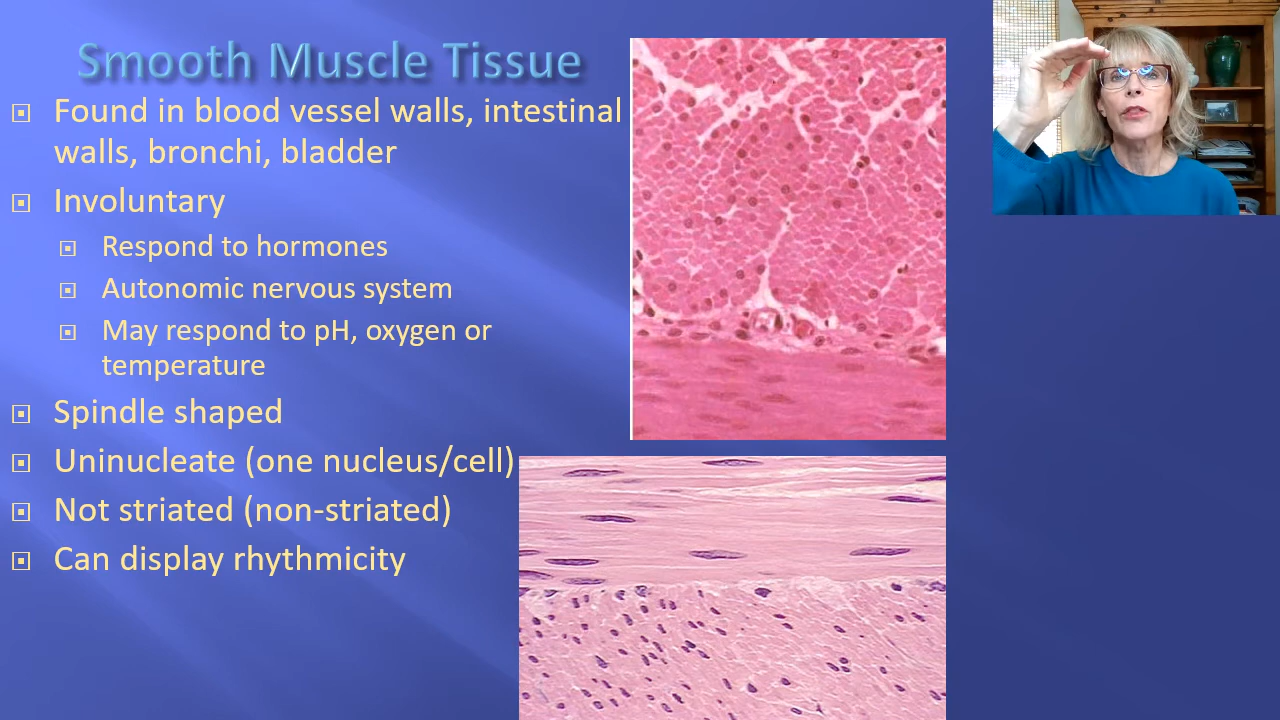 Smooth Muscle Tissue
Found in blood vessel walls, intestinal
walls, bronchi, bladder
Involuntary
Respond to hormones
Autonomic nervous system
May respond to pH, oxygen or
temperature
Spindle shaped
Uninucleate (one nucleus/cell)
Not striated (non-striated)
Can display rhythmicity